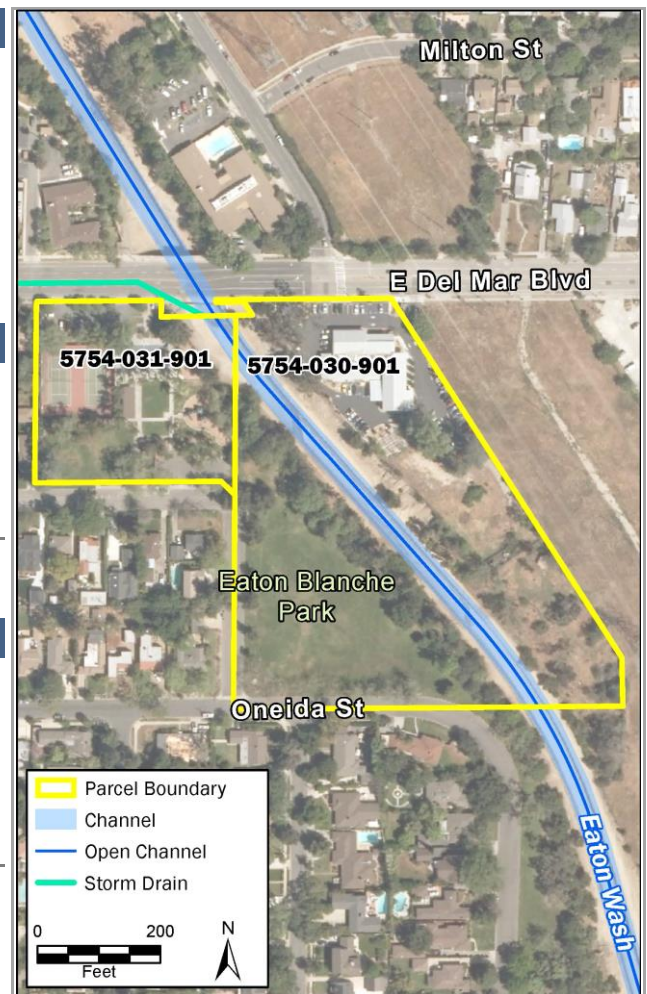 Milton St
E Del Mar Blvd
5754-031-901
5754-030-901
Eaton Blanche
Park
Oneida St
Eaton Wash
Parcel Boundary
Channel
Open Channel
Storm Drain
0 200
Feet
N